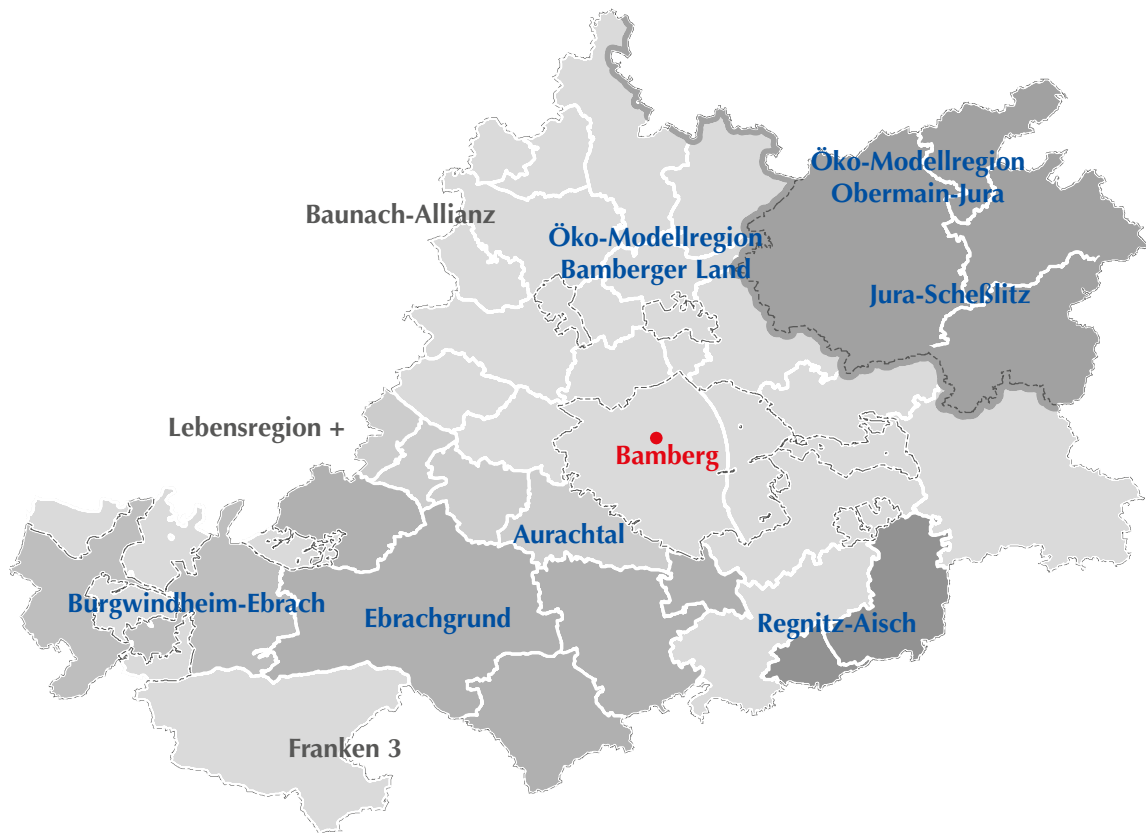 Öko-Modellregion
Obermain-Jura
Baunach-Allianz
Öko-Modellregion
Bamberger Land
Jura-Scheßlitz
Lebensregion +
Bamberg
Aurachtal
Burgwindheim-Ebrach
Ebrachgrund
Regnitz-Aisch
Franken 3